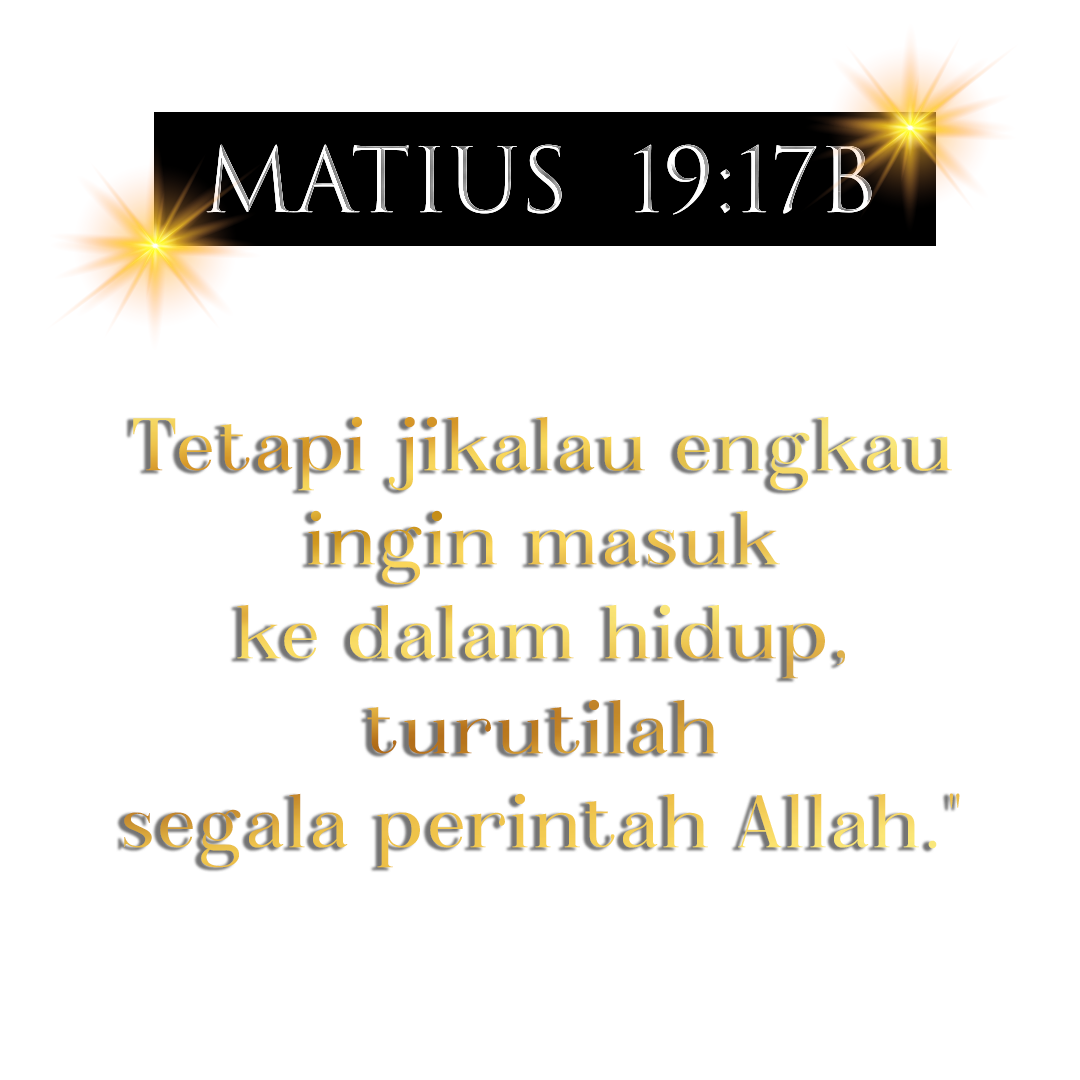 MATIUS 19:17B
Tetapi jikalau engkau
ingin masuk
ke dalam hidup,
turutilah
segala perintah Allah."